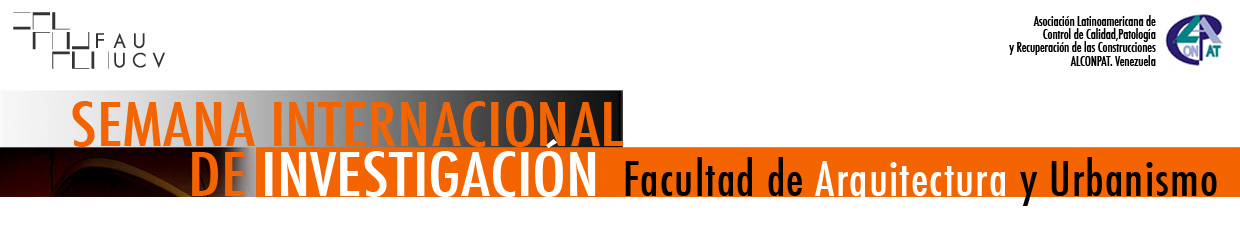 FAU
UCV
Asociación Latinoamericana de
Control de Calidad,Patología
y Recuperación de las Construcciones
ALCONPAT. Venezuela
ALCONPAT
SEMANA INTERNACIONAL
DE INVESTIGACIÓN Facultad de Arquitectura y Urbanismo